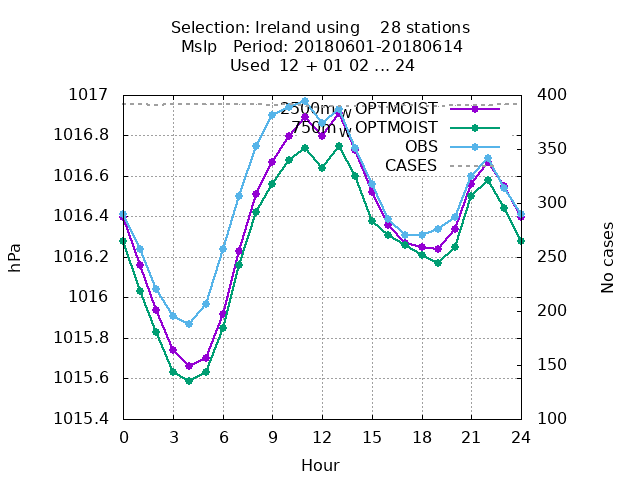 Selection: Ireland using 28 stations
Mslp Period: 20180601-20180614
Used 12 + 01 02 ... 24
1017
1016.8
1016.6
1016.4
1016.2
1016
1015.8
1015.6
1015.4
hPa
400
350
300
250
200
150
100
No cases
2500m_W OPTMOIST
750m_W OPTMOIST
OBS
CASES
0 3 6 9 12 15 18 21 24
Hour